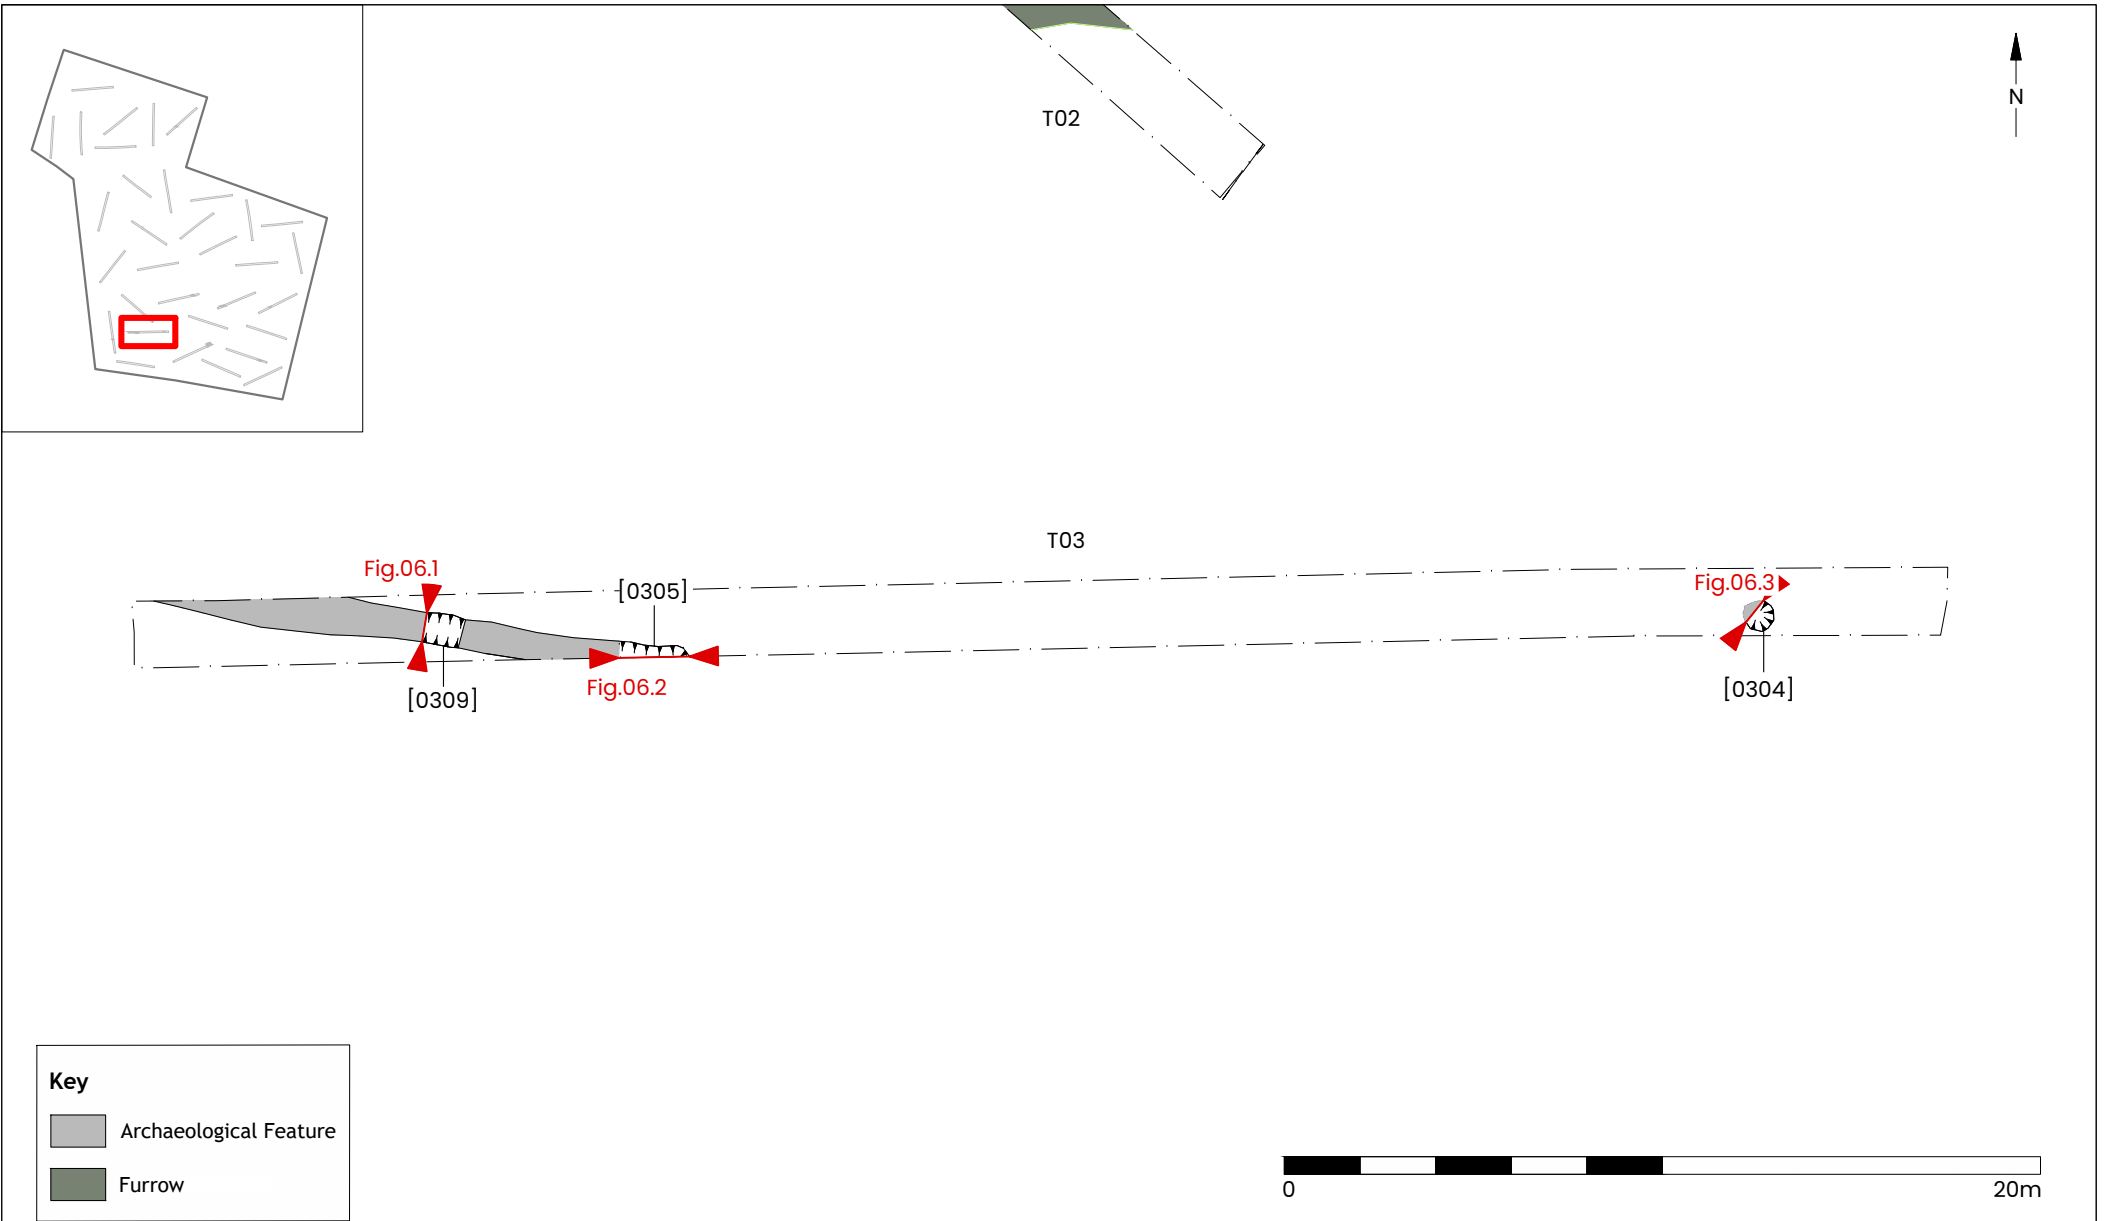 T02
N
T03
Fig.06.1
[0305]
Fig.06.3
Fig.06.2
[0309]
[0304]
Key
Archaeological Feature
Furrow
0
20m